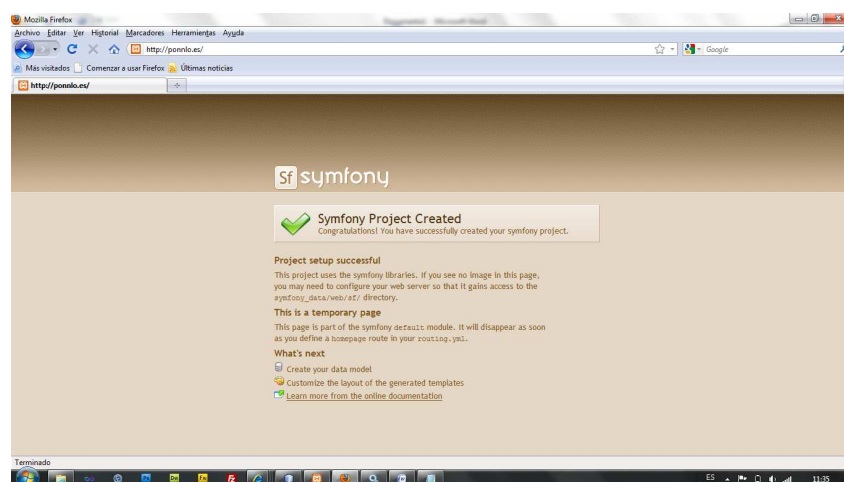 Mozilla Firefox
Archivo Editar Ver Historial Marcadores Herramientas Ayuda
http://ponnlo.es/
Google
Más visitados Comenzar a usar Firefox Últimas noticias
http://ponnlo.es/
Sf symfony
Symfony Project Created
Congratulations! You have successfully created your symfony project.
Project setup successful
This project uses the symfony libraries. If you see no image in this page,
you may need to configure your web server so that it gains access to the
symfony_data/web/sf/ directory.
This is a temporary page
This page is part of the symfony default module. It will disappear as soon
as you define a homepage route in your routing.yml.
What's next
Create your data model
Customize the layout of the generated templates
Learn more from the online documentation
Terminado
ES 11:35